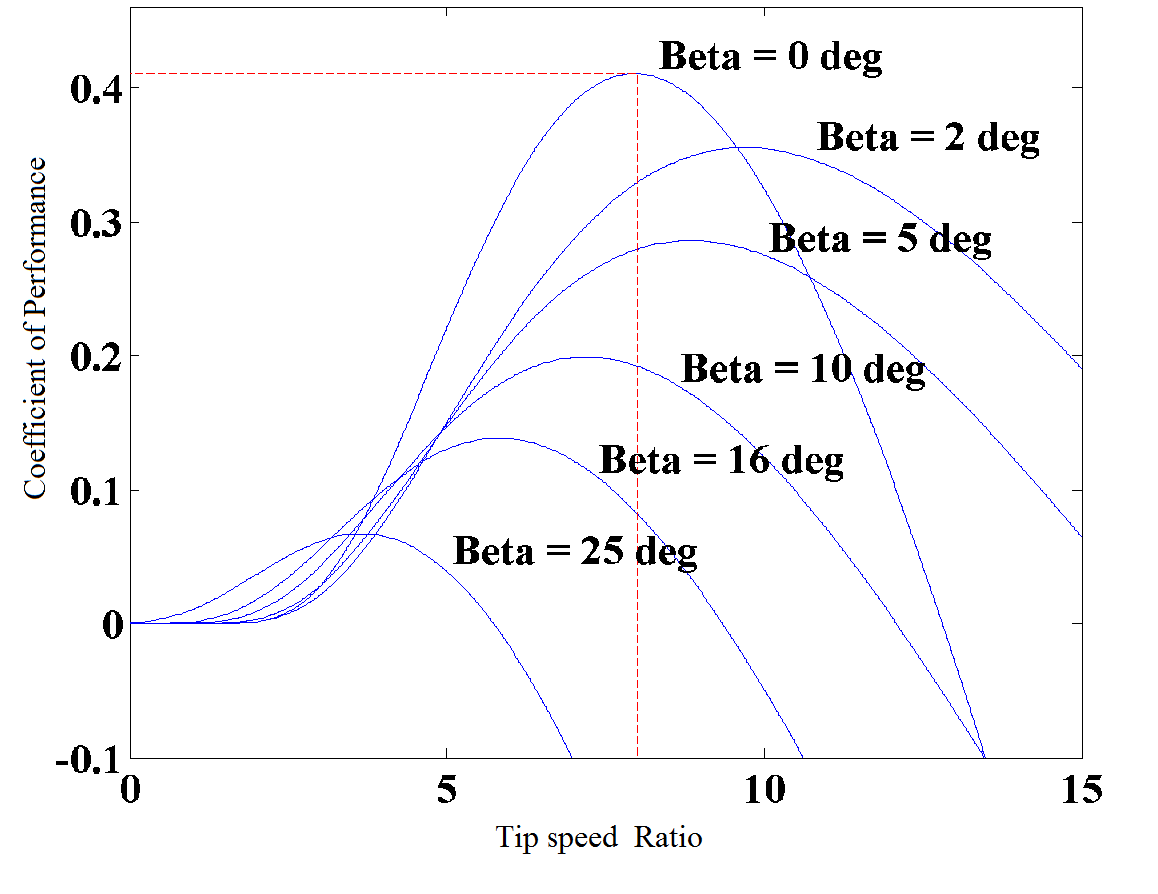 Beta = 0 deg
0.4
Beta = 2 deg
0.3
Beta = 5 deg
Coefficient of Performance
0.2
Beta = 10 deg
Beta = 16 deg
0.1
Beta = 25 deg
0
-0.1
0 5 10 15
Tip speed Ratio